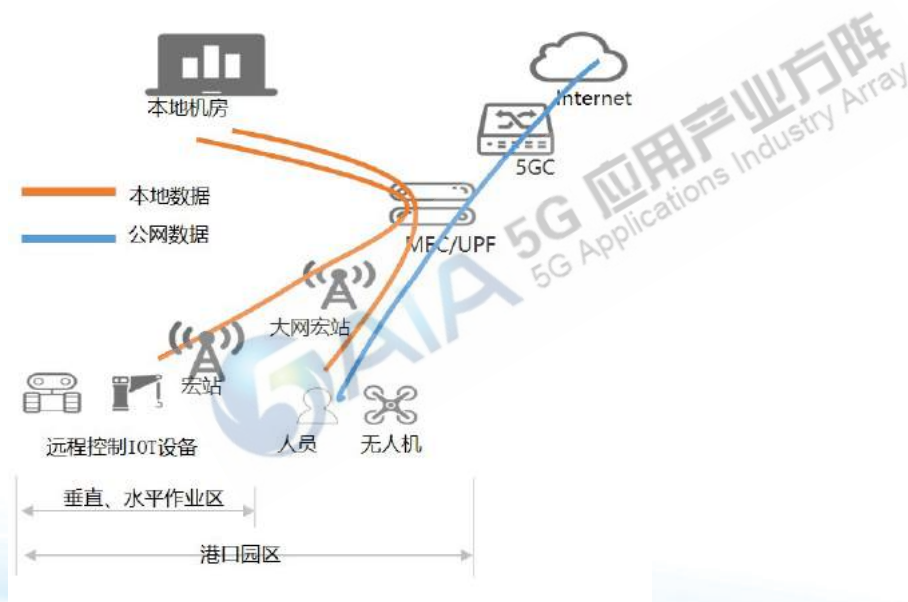 本地机房
Internet
5GC
本地数据
公网数据
MEC/UPF
大网宏站
宏站
远程控制IOT设备
人员
无人机
垂直、水平作业区
港口园区
5G 应用产业方阵
5G Applications Industry Array
5GAIA